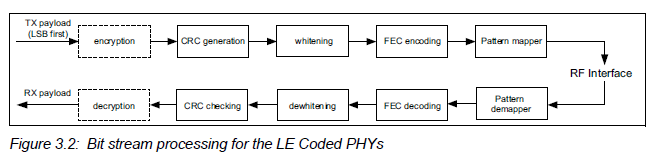 TX payload
(LSB first)
encryption
CRC generation
whitening
FEC encoding
Pattern mapper
RF Interface
RX payload
decryption
CRC checking
dewhitening
FEC decoding
Pattern
demapper
Figure 3.2: Bit stream processing for the LE Coded PHYs